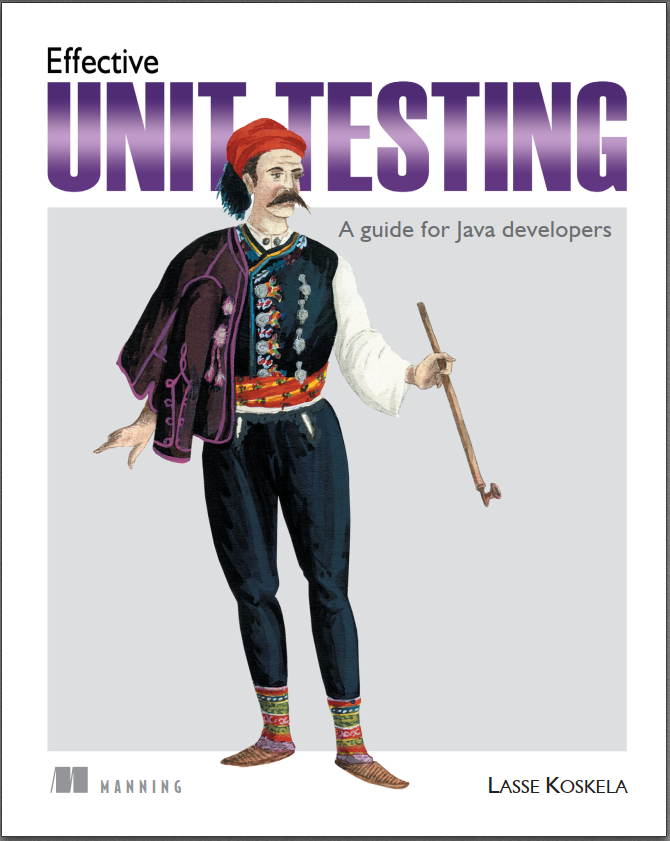 Effective
UNIT TESTING
A guide for Java developers
MANNING
LASSE KOSKELA